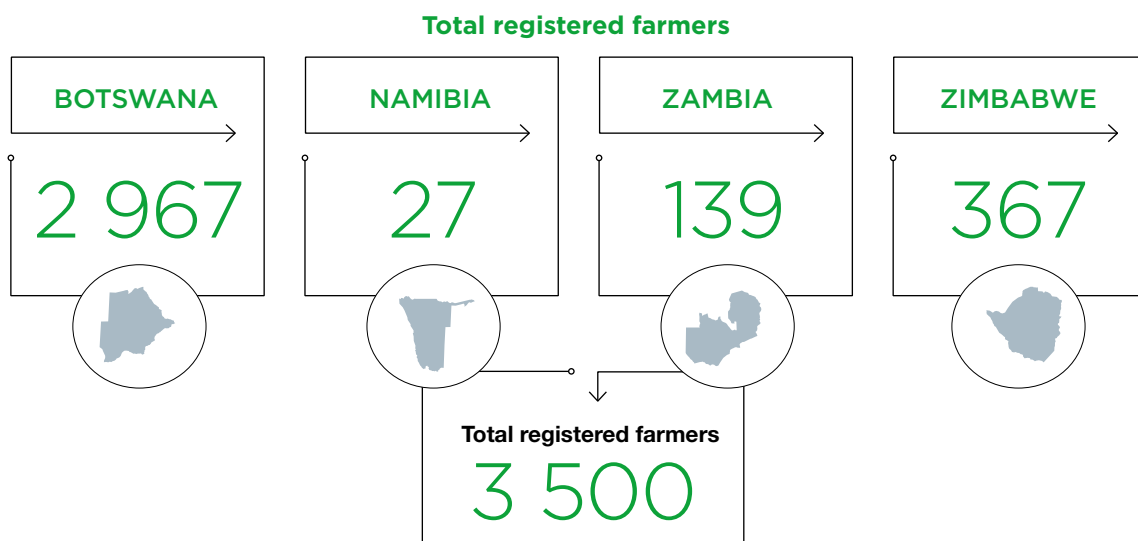 Total registered farmers
BOTSWANA
2 967
NAMIBIA
27
ZAMBIA
139
ZIMBABWE
367
Total registered farmers
3 500